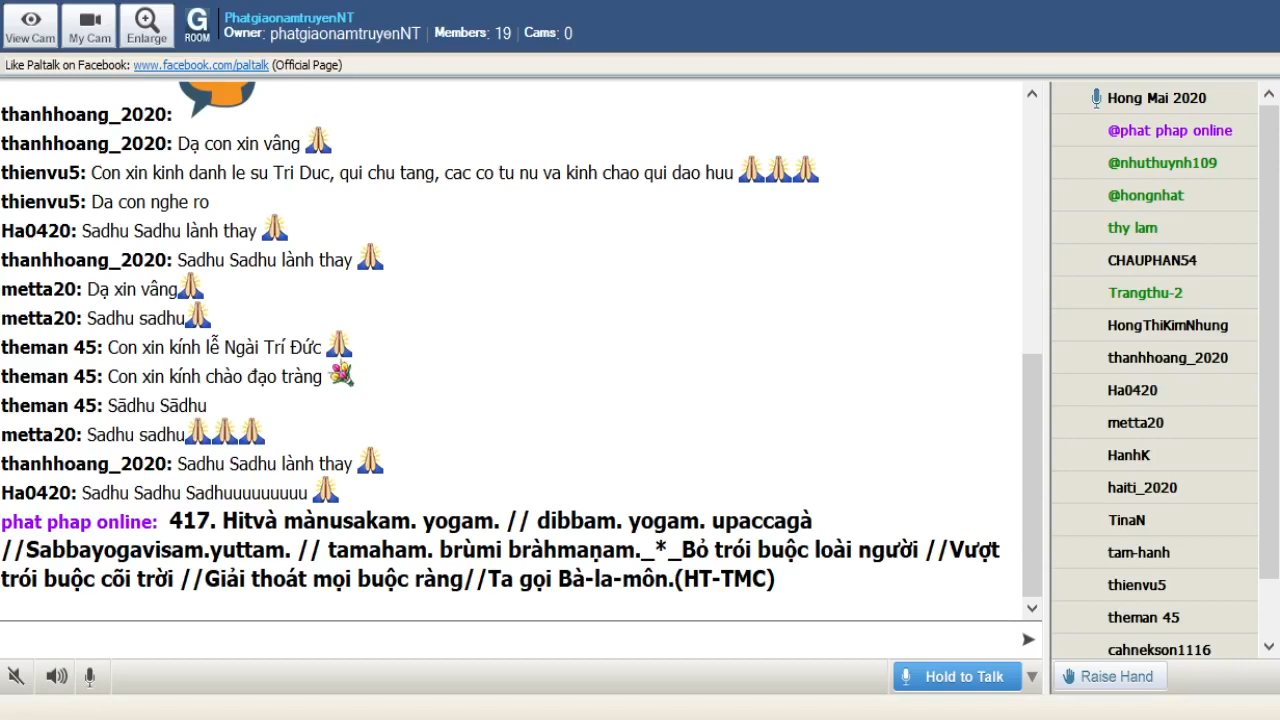 View Cam
My Cam
Enlarge
G
ROOM
PhatgiaonamtruyenNT
Owner: phatgiaonamtruyenNT | Members: 19 | Cams: 0
Like Paltalk on Facebook: www.facebook.com/paltalk (Official Page)
thanhhoang_2020:
thanhhoang_2020: Dạ con xin vâng
thienvu5: Con xin kinh danh le su Tri Duc, qui chu tang, cac co tu nu va kinh chao qui dao huu
thienvu5: Da con nghe ro
Ha0420: Sadhu Sadhu lành thay
thanhhoang_2020: Sadhu Sadhu lành thay
metta20: Dạ xin vâng
metta20: Sadhu sadhu
theman 45: Con xin kính lễ Ngài Trí Đức
theman 45: Con xin kính chào đạo tràng
theman 45: Sādhu Sādhu
metta20: Sadhu sadhu
thanhhoang_2020: Sadhu Sadhu lành thay
Ha0420: Sadhu Sadhu Sadhuuuuuuuuu
phat phap online: 417. Hitvà mànusakam. yogam. // dibbam. yogam. upaccagà
//Sabbayogavisam.yuttam. // tamaham. brùmi bràhmaṇam._*_Bỏ trói buộc loài người //Vượt
trói buộc cõi trời //Giải thoát mọi buộc ràng//Ta gọi Bà-la-môn.(HT-TMC)
Hold to Talk
Hong Mai 2020
@phat phap online
@nhuthuynh109
@hongnhat
thy lam
CHAUPHAN54
Trangthu-2
HongThiKimNhung
thanhhoang_2020
Ha0420
metta20
HanhK
haiti_2020
TinaN
tam-hanh
thienvu5
theman 45
cahnekson1116
Raise Hand